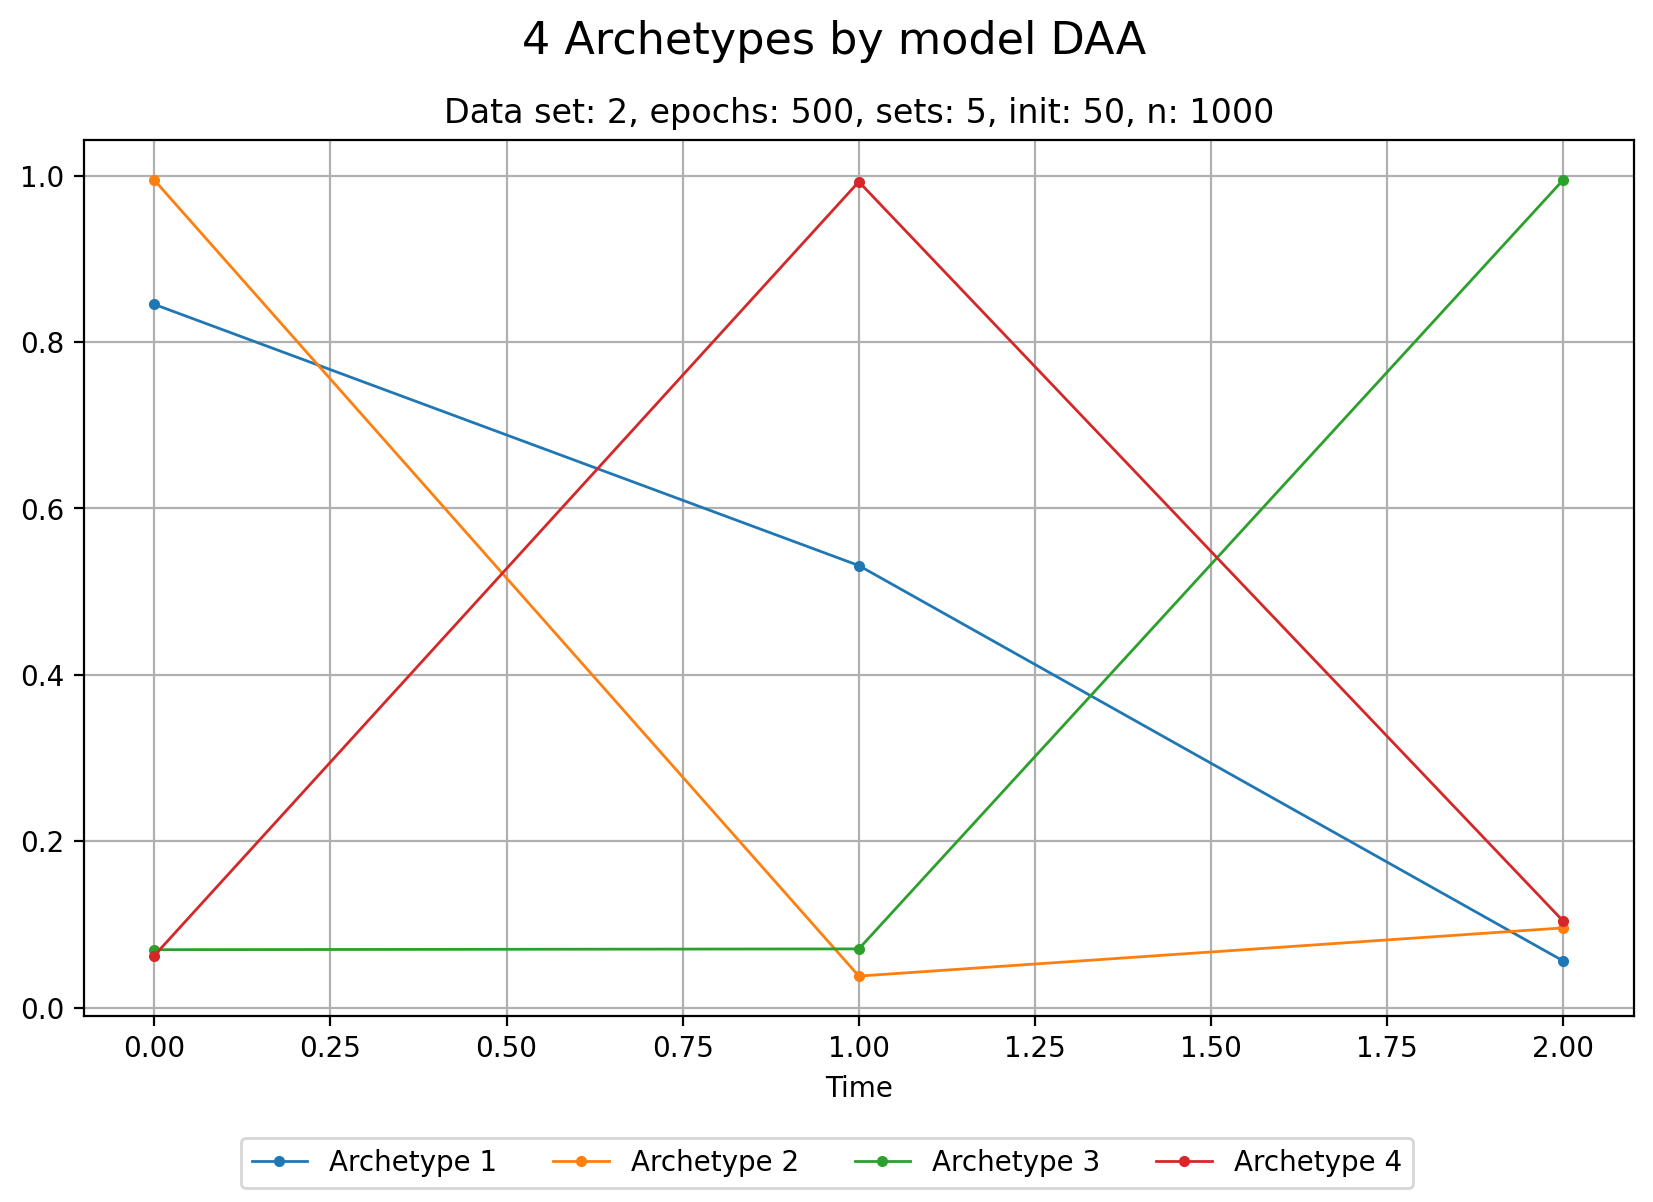 4 Archetypes by model DAA
Data set: 2, epochs: 500, sets: 5, init: 50, n: 1000
1.0
0.8
0.6
0.4
0.2
0.0
0.00 0.25 0.50 0.75 1.00 1.25 1.50 1.75 2.00
Time
Archetype 1 Archetype 2 Archetype 3 Archetype 4